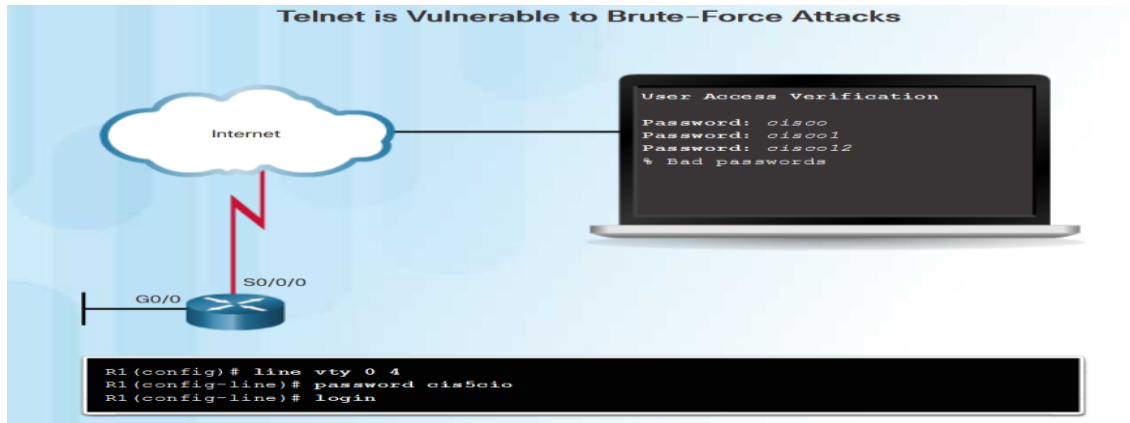 Telnet is Vulnerable to Brute-Force Attacks
Internet
User Access Verification
Password: cisco
Password: cisco1
Password: cisco12
% Bad passwords
S0/0/0
G0/0
R1(config)# line vty 0 4
R1(config-line)# password cis5cio
R1(config-line)# login